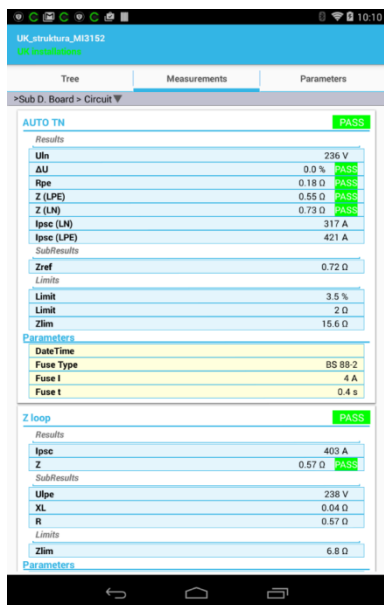 10:10
UK_struktura_MI3152
UK Installations
Tree Measurements Parameters
>Sub D. Board > Circuit
AUTO TN PASS
Results
Uln 236 V
ΔU 0.0 % PASS
Rpe 0.18 Ω PASS
Z (LPE) 0.55 Ω PASS
Z (LN) 0.73 Ω PASS
Ipsc (LN) 317 A
Ipsc (LPE) 421 A
SubResults
Zref 0.72 Ω
Limits
Limit 3.5 %
Limit 2 Ω
Zlim 15.6 Ω
Parameters
DateTime
Fuse Type BS 88-2
Fuse I 4 A
Fuse t 0.4 s
Z loop PASS
Results
Ipsc 403 A
Z 0.57 Ω PASS
SubResults
Ulpe 238 V
XL 0.04 Ω
R 0.57 Ω
Limits
Zlim 6.8 Ω
Parameters